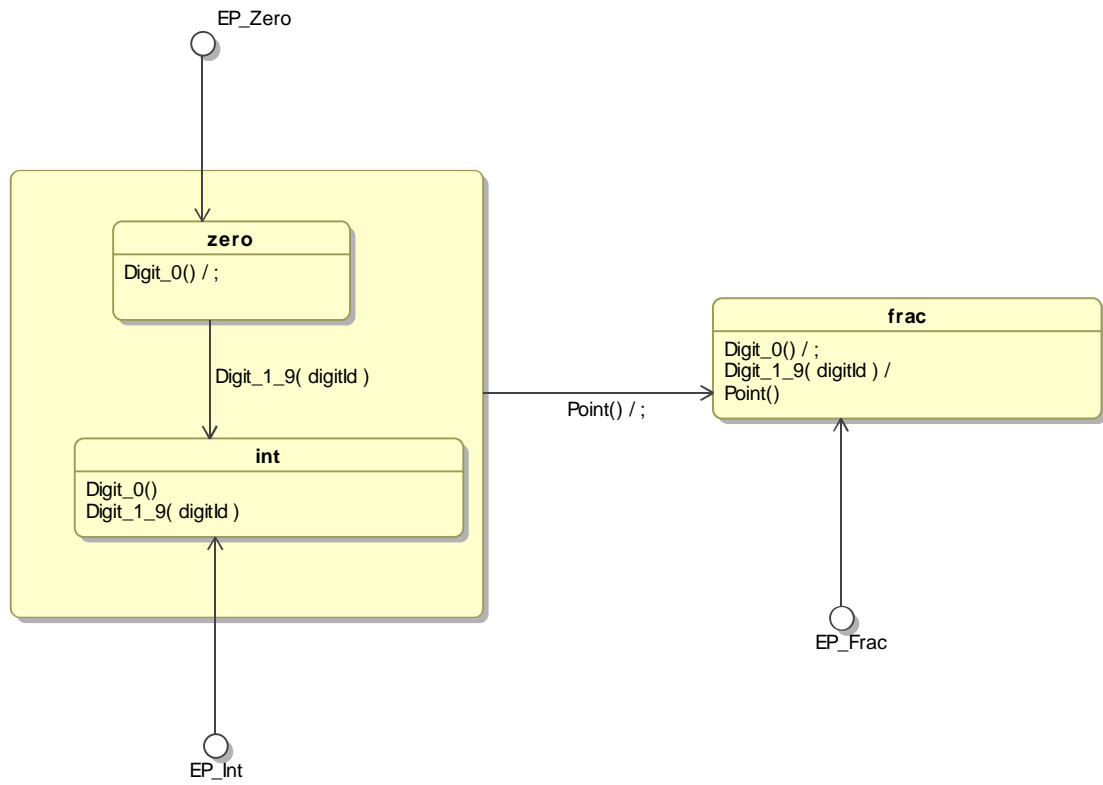 EP_Zero
zero
Digit_0() / ;
Digit_1_9( digitId )
int
Digit_0()
Digit_1_9( digitId )
EP_Int
Point() / ;
frac
Digit_0() / ;
Digit_1_9( digitId ) /
Point()
EP_Frac